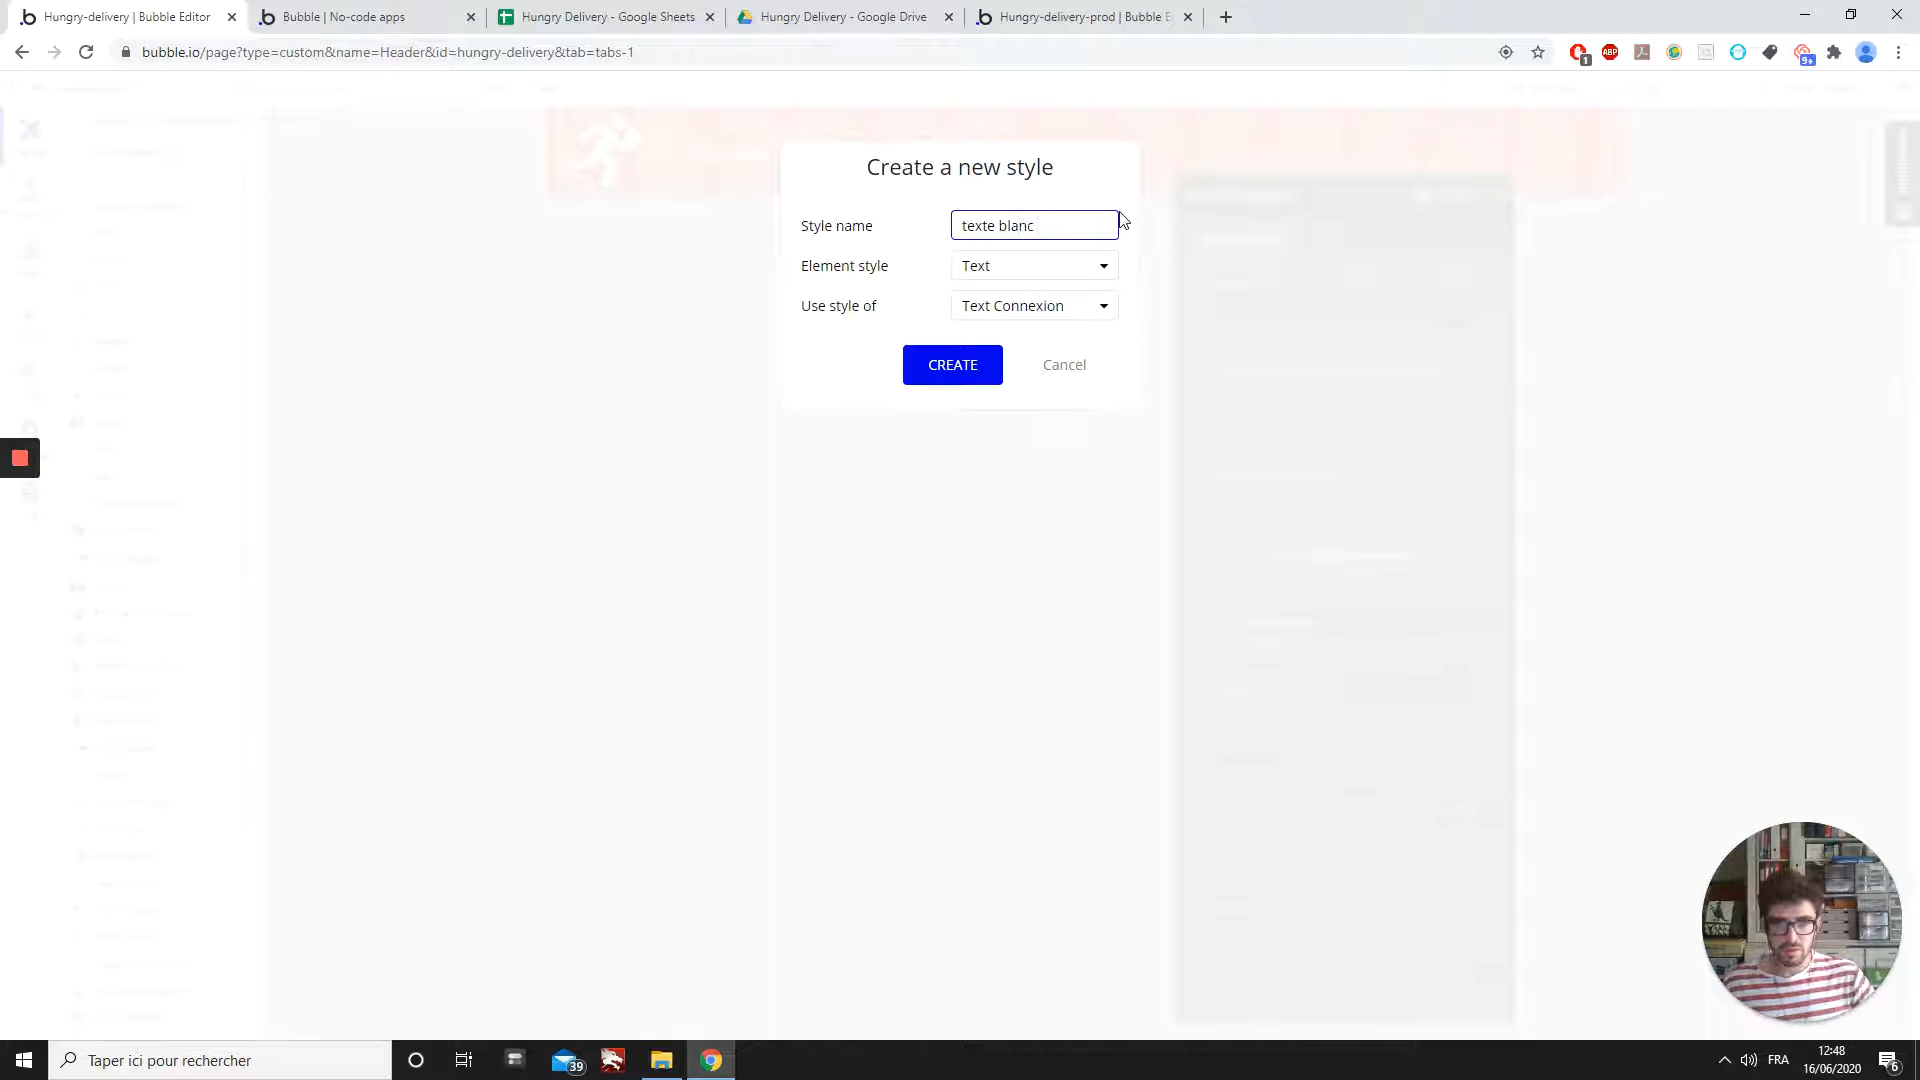 Hungry-delivery | Bubble Editor
Bubble | No-code apps
Hungry Delivery - Google Sheets
Hungry Delivery - Google Drive
Hungry-delivery-prod | Bubble E
bubble.io/page?type=custom&name=Header&id=hungry-delivery&tab=tabs-1
1
ABP
9+
Create a new style
Style name
texte blanc
Element style
Text
Use style of
Text Connexion
CREATE
Cancel
Taper ici pour rechercher
39
FRA
12:48
16/06/2020
6